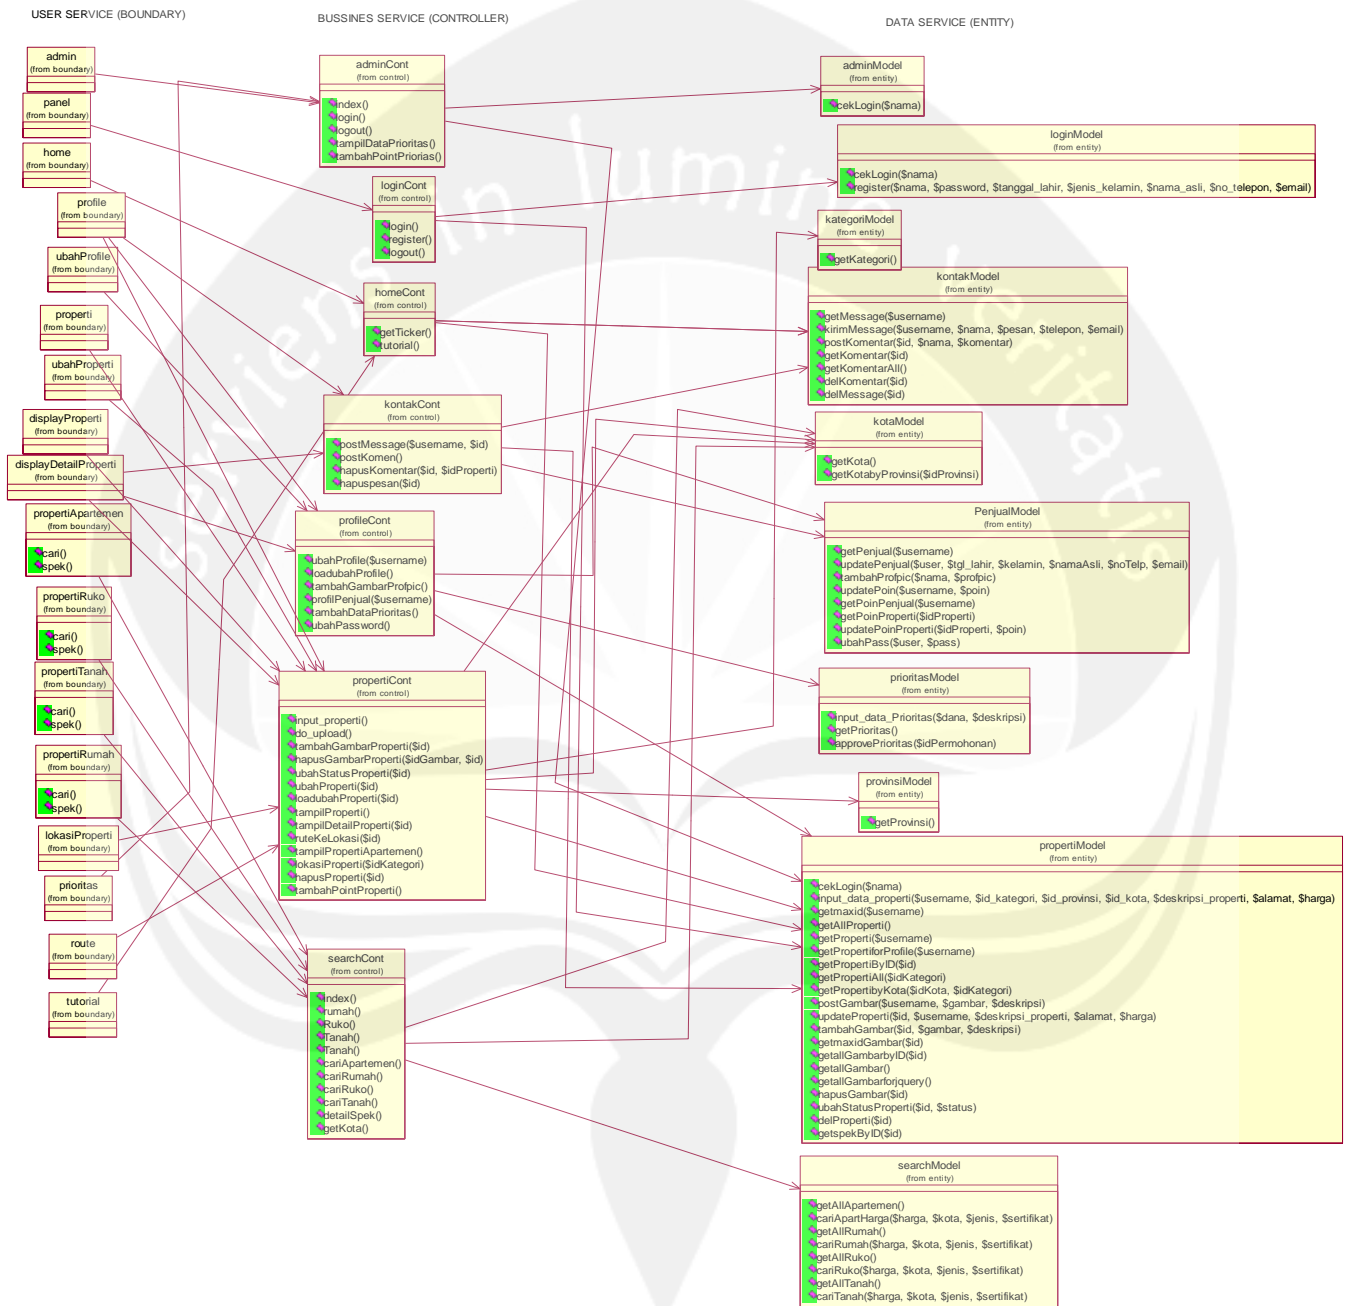 USER SERVICE (BOUNDARY)
BUSSINES SERVICE (CONTROLLER)
DATA SERVICE (ENTITY)
admin
(from boundary)
panel
(from boundary)
home
(from boundary)
profile
(from boundary)
ubahProfile
(from boundary)
properti
(from boundary)
ubahProperti
(from boundary)
displayProperti
(from boundary)
displayDetailProperti
(from boundary)
propertiApartemen
(from boundary)
cari()
spek()
propertiRuko
(from boundary)
cari()
spek()
propertiTanah
(from boundary)
cari()
spek()
propertiRumah
(from boundary)
cari()
spek()
lokasiProperti
(from boundary)
prioritas
(from boundary)
route
(from boundary)
tutorial
(from boundary)
adminCont
(from control)
index()
login()
logout()
tampilDataPrioritas()
tambahPointPriorias()
loginCont
(from control)
login()
register()
logout()
homeCont
(from control)
getTicker()
tutorial()
kontakCont
(from control)
postMessage($username, $id)
postKomen()
hapusKomentar($id, $idProperti)
hapuspesan($id)
profileCont
(from control)
ubahProfile($username)
loadubahProfile()
tambahGambarProfpic()
profilPenjual($username)
tambahDataPrioritas()
ubahPassword()
propertiCont
(from control)
input_properti()
do_upload()
tambahGambarProperti($id)
hapusGambarProperti($idGambar, $id)
ubahStatusProperti($id)
ubahProperti($id)
loadubahProperti($id)
tampilProperti()
tampilDetailProperti($id)
ruteKeLokasi($id)
tampilPropertiApartemen()
lokasiProperti($idKategori)
hapusProperti($id)
tambahPointProperti()
searchCont
(from control)
index()
rumah()
Ruko()
Tanah()
Tanah()
cariApartemen()
cariRumah()
cariRuko()
cariTanah()
detailSpek()
getKota()
adminModel
(from entity)
cekLogin($nama)
loginModel
(from entity)
cekLogin($nama)
register($nama, $password, $tanggal_lahir, $jenis_kelamin, $nama_asli, $no_telepon, $email)
kategoriModel
(from entity)
getKategori()
kontakModel
(from entity)
getMessage($username)
kirimMessage($username, $nama, $pesan, $telepon, $email)
postKomentar($id, $nama, $komentar)
getKomentar($id)
getKomentarAll()
delKomentar($id)
delMessage($id)
kotaModel
(from entity)
getKota()
getKotabyProvinsi($idProvinsi)
PenjualModel
(from entity)
getPenjual($username)
updatePenjual($user, $tgl_lahir, $kelamin, $namaAsli, $noTelp, $email)
tambahProfpic($nama, $profpic)
updatePoin($username, $poin)
getPoinPenjual($username)
getPoinProperti($idProperti)
updatePoinProperti($idProperti, $poin)
ubahPass($user, $pass)
prioritasModel
(from entity)
input_data_Prioritas($dana, $deskripsi)
getPrioritas()
approvePrioritas($idPermohonan)
provinsiModel
(from entity)
getProvinsi()
propertiModel
(from entity)
cekLogin($nama)
input_data_properti($username, $id_kategori, $id_provinsi, $id_kota, $deskripsi_properti, $alamat, $harga)
getmaxid($username)
getAllProperti()
getProperti($username)
getPropertiforProfile($username)
getPropertiByID($id)
getPropertiAll($idKategori)
getPropertibyKota($idKota, $idKategori)
postGambar($username, $gambar, $deskripsi)
updateProperti($id, $username, $deskripsi_properti, $alamat, $harga)
tambahGambar($id, $gambar, $deskripsi)
getmaxidGambar($id)
getallGambarbyID($id)
getallGambar()
getallGambarforjquery()
hapusGambar($id)
ubahStatusProperti($id, $status)
delProperti($id)
getspekByID($id)
searchModel
(from entity)
getAllApartemen()
cariApartHarga($harga, $kota, $jenis, $sertifikat)
getAllRumah()
cariRumah($harga, $kota, $jenis, $sertifikat)
getAllRuko()
cariRuko($harga, $kota, $jenis, $sertifikat)
getAllTanah()
cariTanah($harga, $kota, $jenis, $sertifikat)
serviens in lumine veritatis